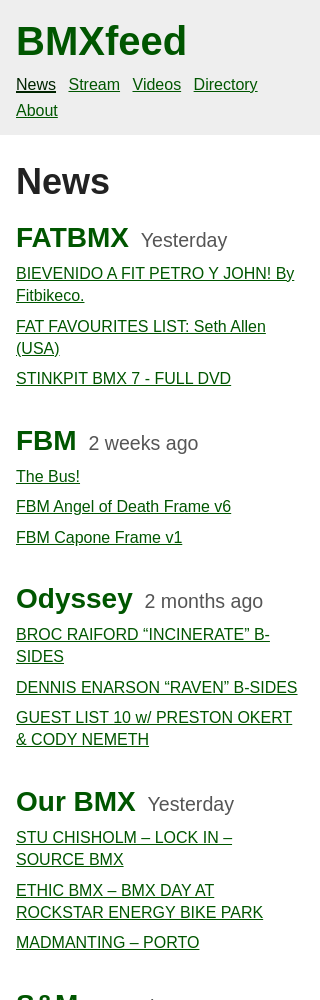 BMXfeed
News Stream Videos Directory
About
News
FATBMX Yesterday
BIEVENIDO A FIT PETRO Y JOHN! By
Fitbikeco.
FAT FAVOURITES LIST: Seth Allen
(USA)
STINKPIT BMX 7 - FULL DVD
FBM 2 weeks ago
The Bus!
FBM Angel of Death Frame v6
FBM Capone Frame v1
Odyssey 2 months ago
BROC RAIFORD “INCINERATE” B-
SIDES
DENNIS ENARSON “RAVEN” B-SIDES
GUEST LIST 10 w/ PRESTON OKERT
& CODY NEMETH
Our BMX Yesterday
STU CHISHOLM – LOCK IN –
SOURCE BMX
ETHIC BMX – BMX DAY AT
ROCKSTAR ENERGY BIKE PARK
MADMANTING – PORTO
S&M